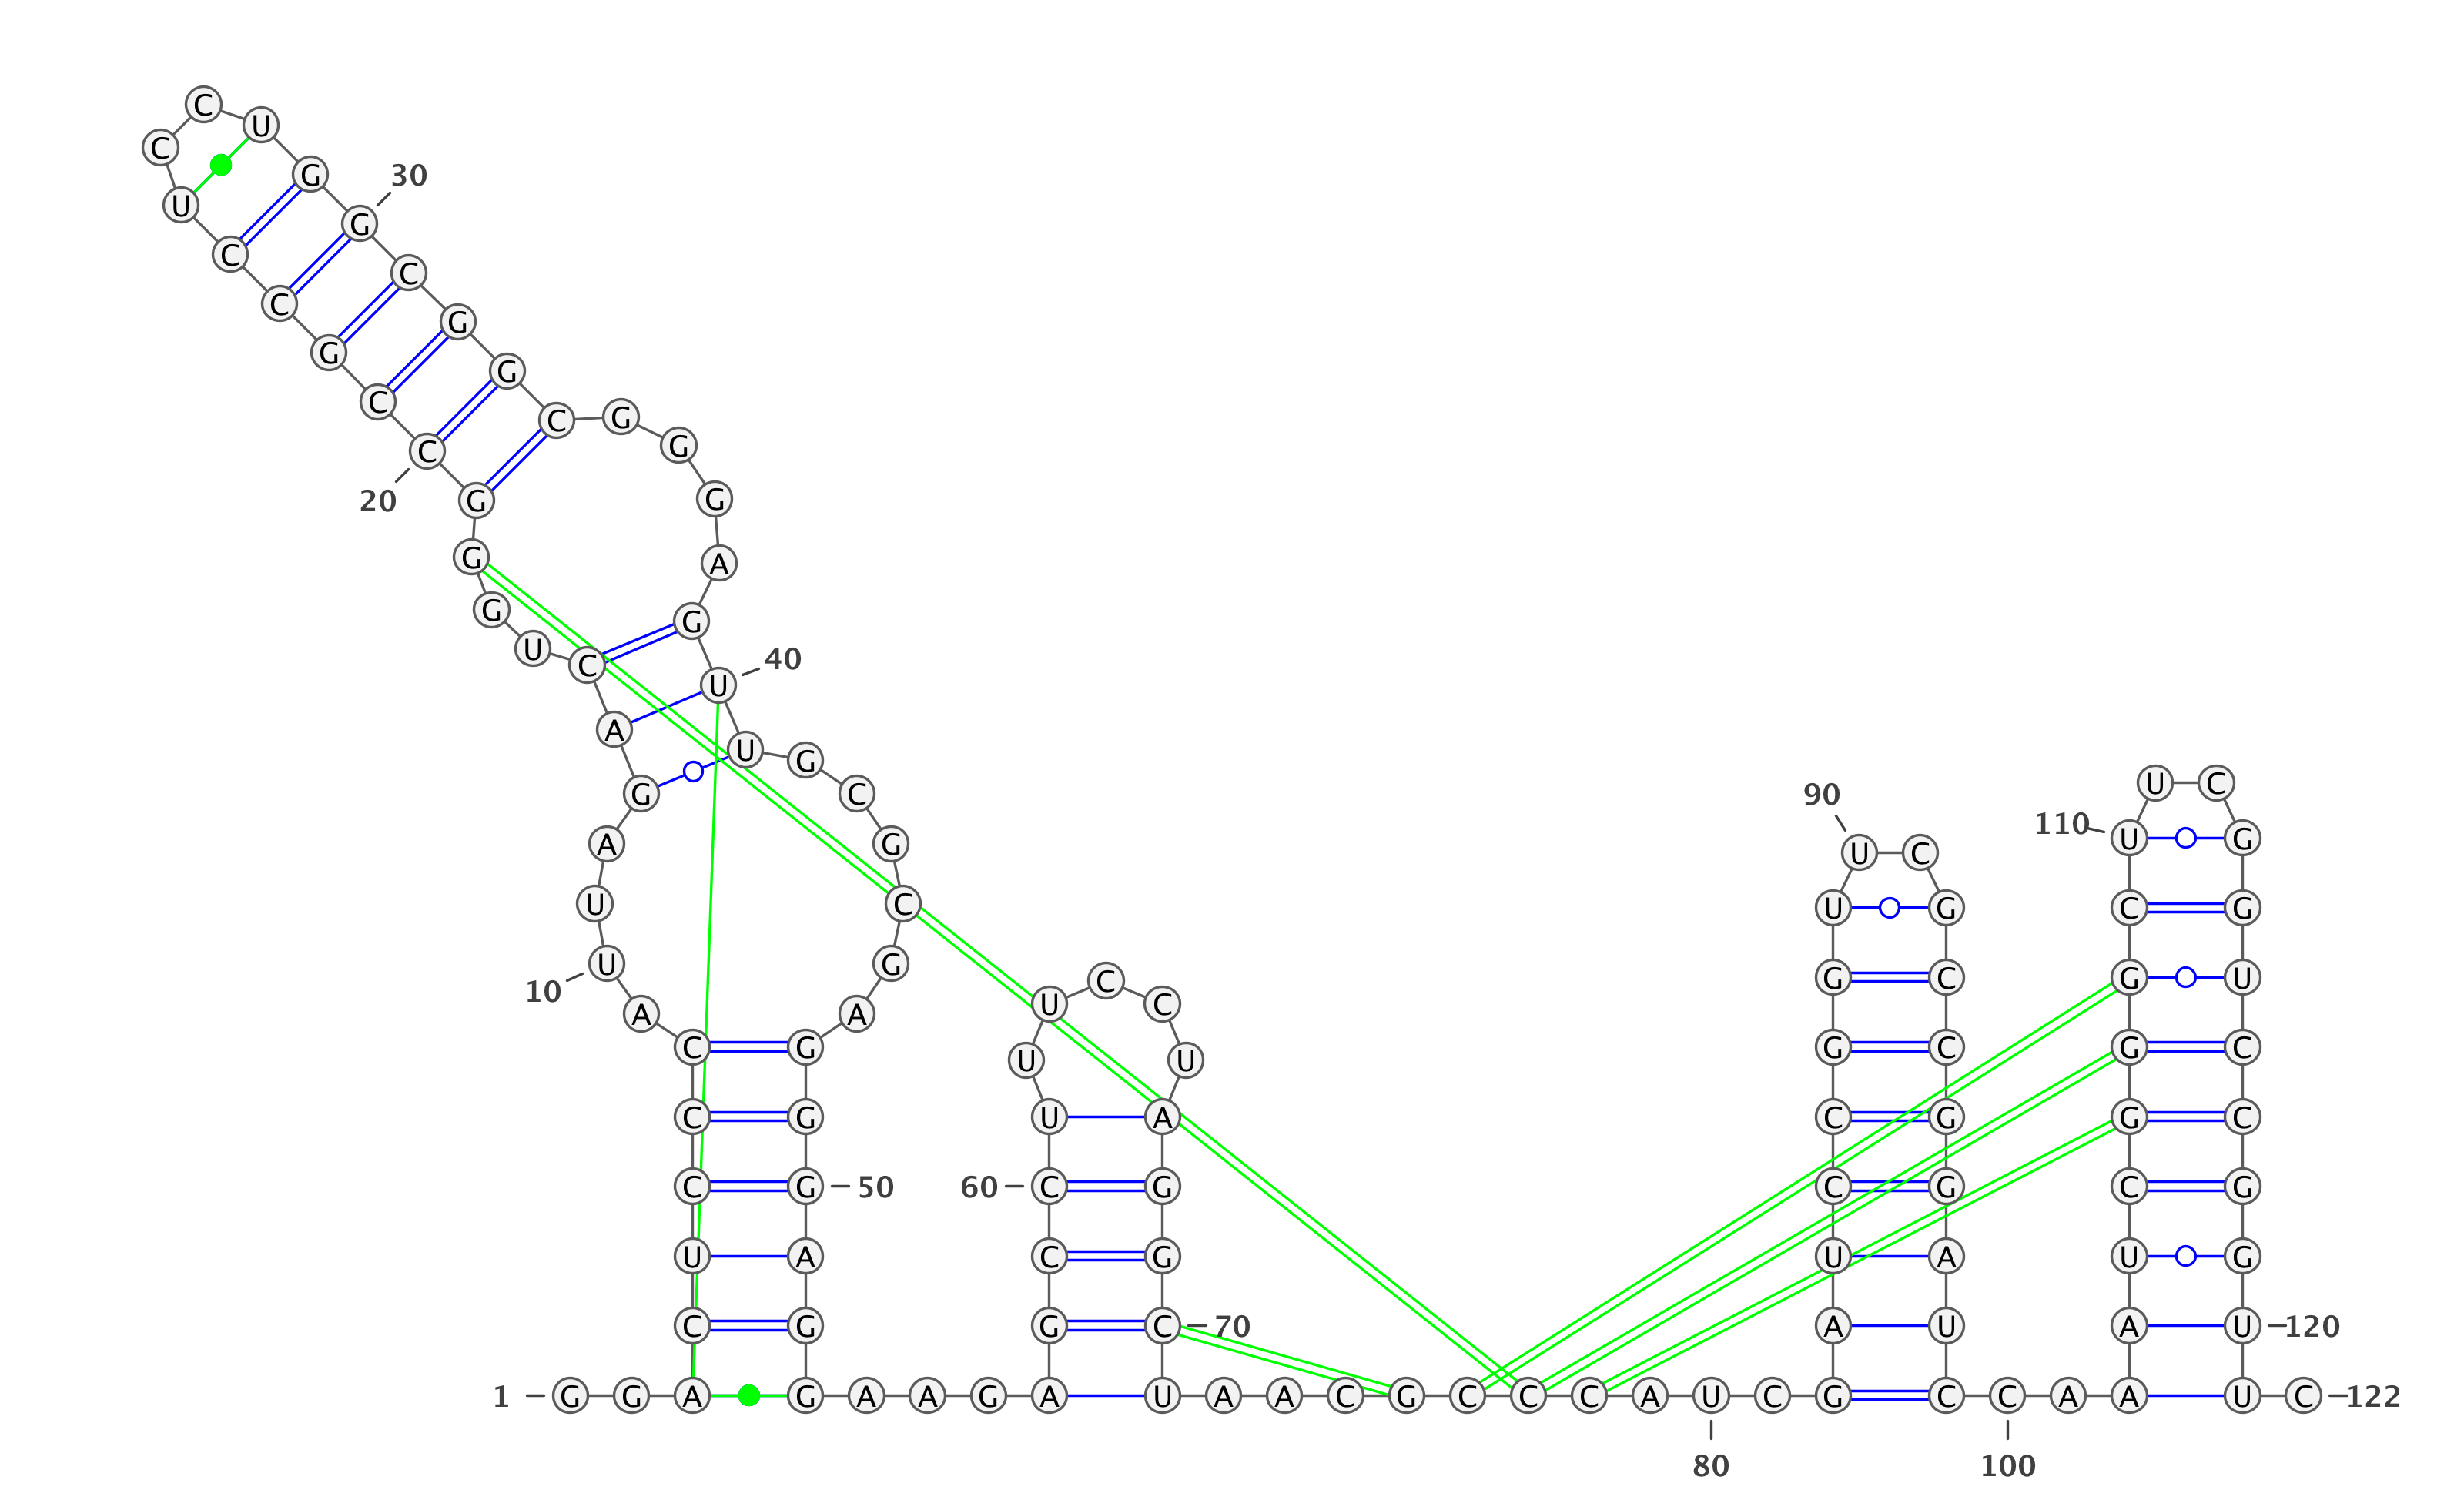 C
U
C
G 30
U
G
C
C
C
G
G
G
C
C G
G
C
20 G G
G A
G G
U C 40
U
A U G
U C
G C 90
110 U G
A G
U C
U C U G C G
U G
G C G U
C
10
U C
A A
C G G C G C
U U
C G U A C G G C
C G 50 60 C G C G C G
U A C G U A U G
C G G C 70 A U A U 120
1 G G A G A A G A U A A C G C C C A U C G C C A A A U C 122
80 100